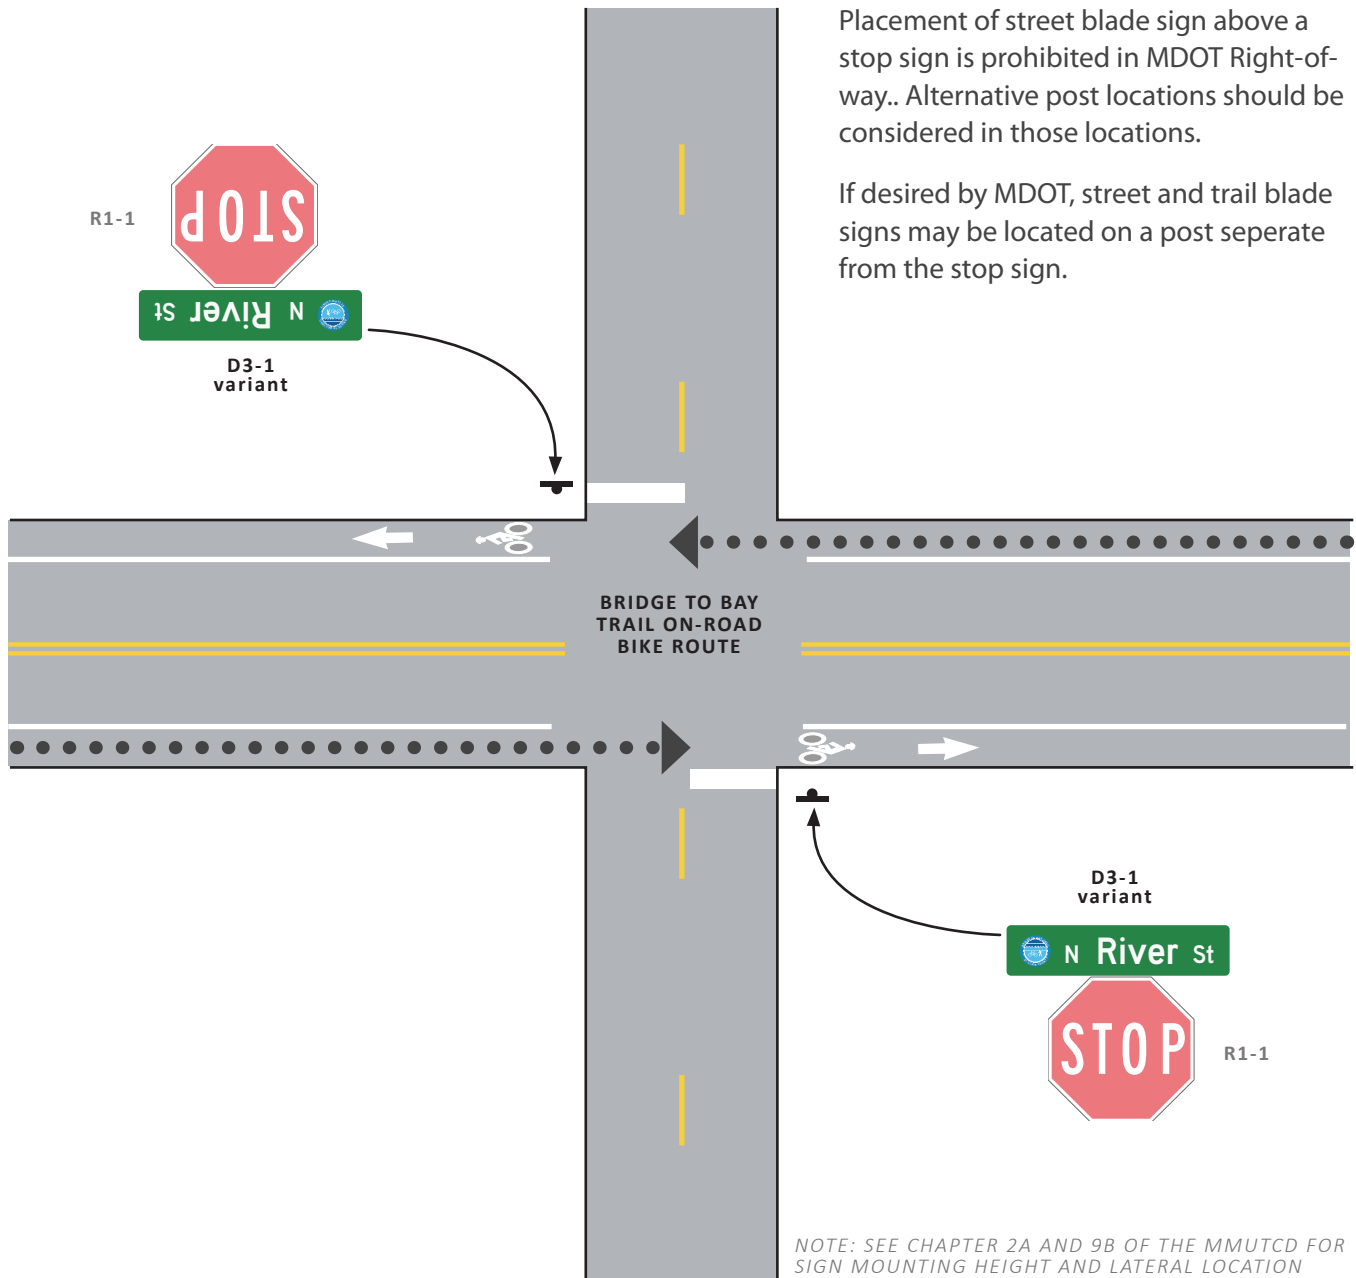 Placement of street blade sign above a
stop sign is prohibited in MDOT Right-of-
way.. Alternative post locations should be
considered in those locations.
If desired by MDOT, street and trail blade
signs may be located on a post seperate
from the stop sign.
R1-1
STOP
N River St
D3-1
variant
BRIDGE TO BAY
TRAIL ON-ROAD
BIKE ROUTE
D3-1
variant
N River St
STOP
R1-1
NOTE: SEE CHAPTER 2A AND 9B OF THE MMUTCD FOR
SIGN MOUNTING HEIGHT AND LATERAL LOCATION